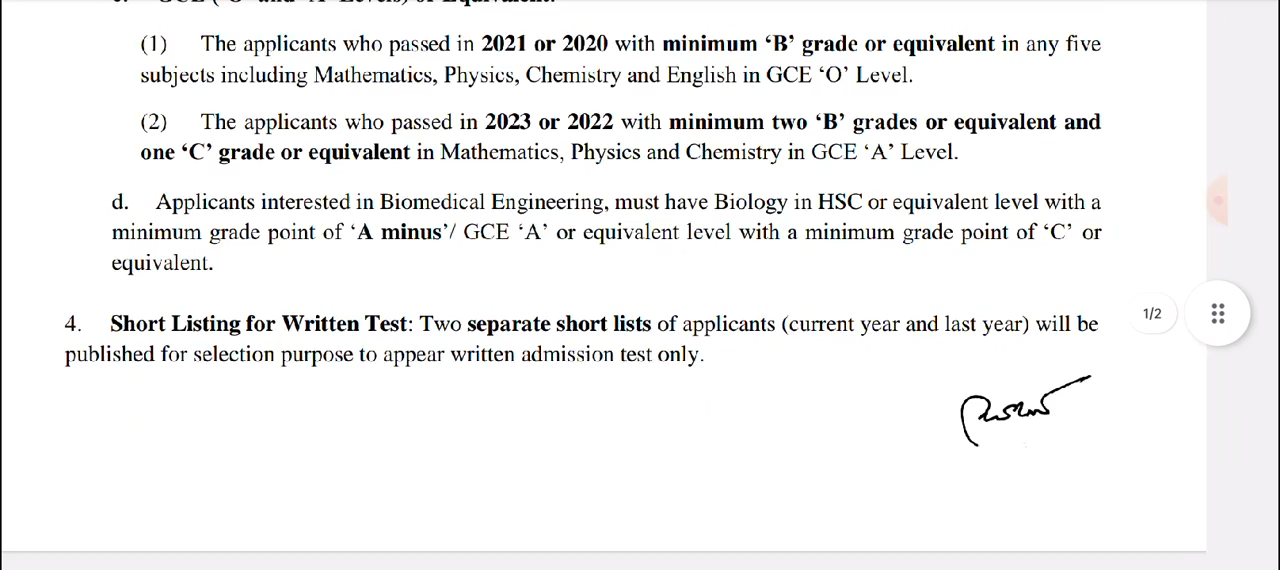 (1) The applicants who passed in 2021 or 2020 with minimum ‘B’ grade or equivalent in any five
subjects including Mathematics, Physics, Chemistry and English in GCE ‘O’ Level.
(2) The applicants who passed in 2023 or 2022 with minimum two ‘B’ grades or equivalent and
one ‘C’ grade or equivalent in Mathematics, Physics and Chemistry in GCE ‘A’ Level.
d. Applicants interested in Biomedical Engineering, must have Biology in HSC or equivalent level with a
minimum grade point of ‘A minus’/ GCE ‘A’ or equivalent level with a minimum grade point of ‘C’ or
equivalent.
4. Short Listing for Written Test: Two separate short lists of applicants (current year and last year) will be
published for selection purpose to appear written admission test only.
1/2